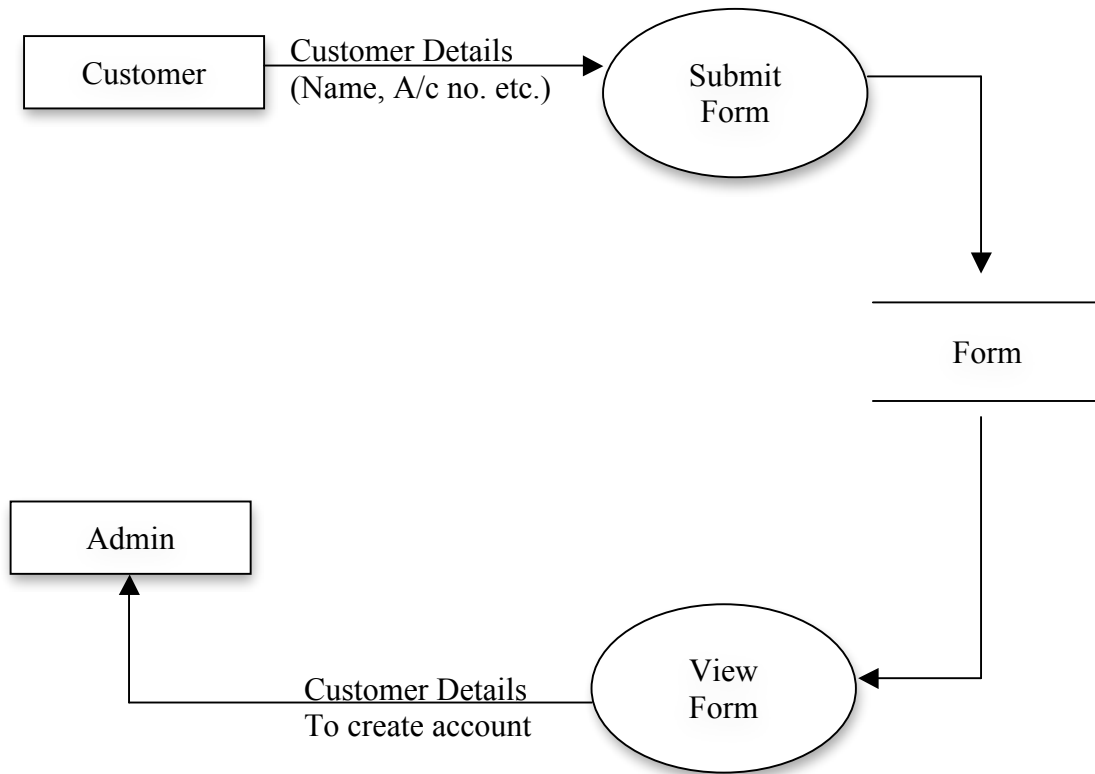 Customer
Customer Details
(Name, A/c no. etc.)
Submit
Form
Form
Admin
Customer Details
To create account
View
Form